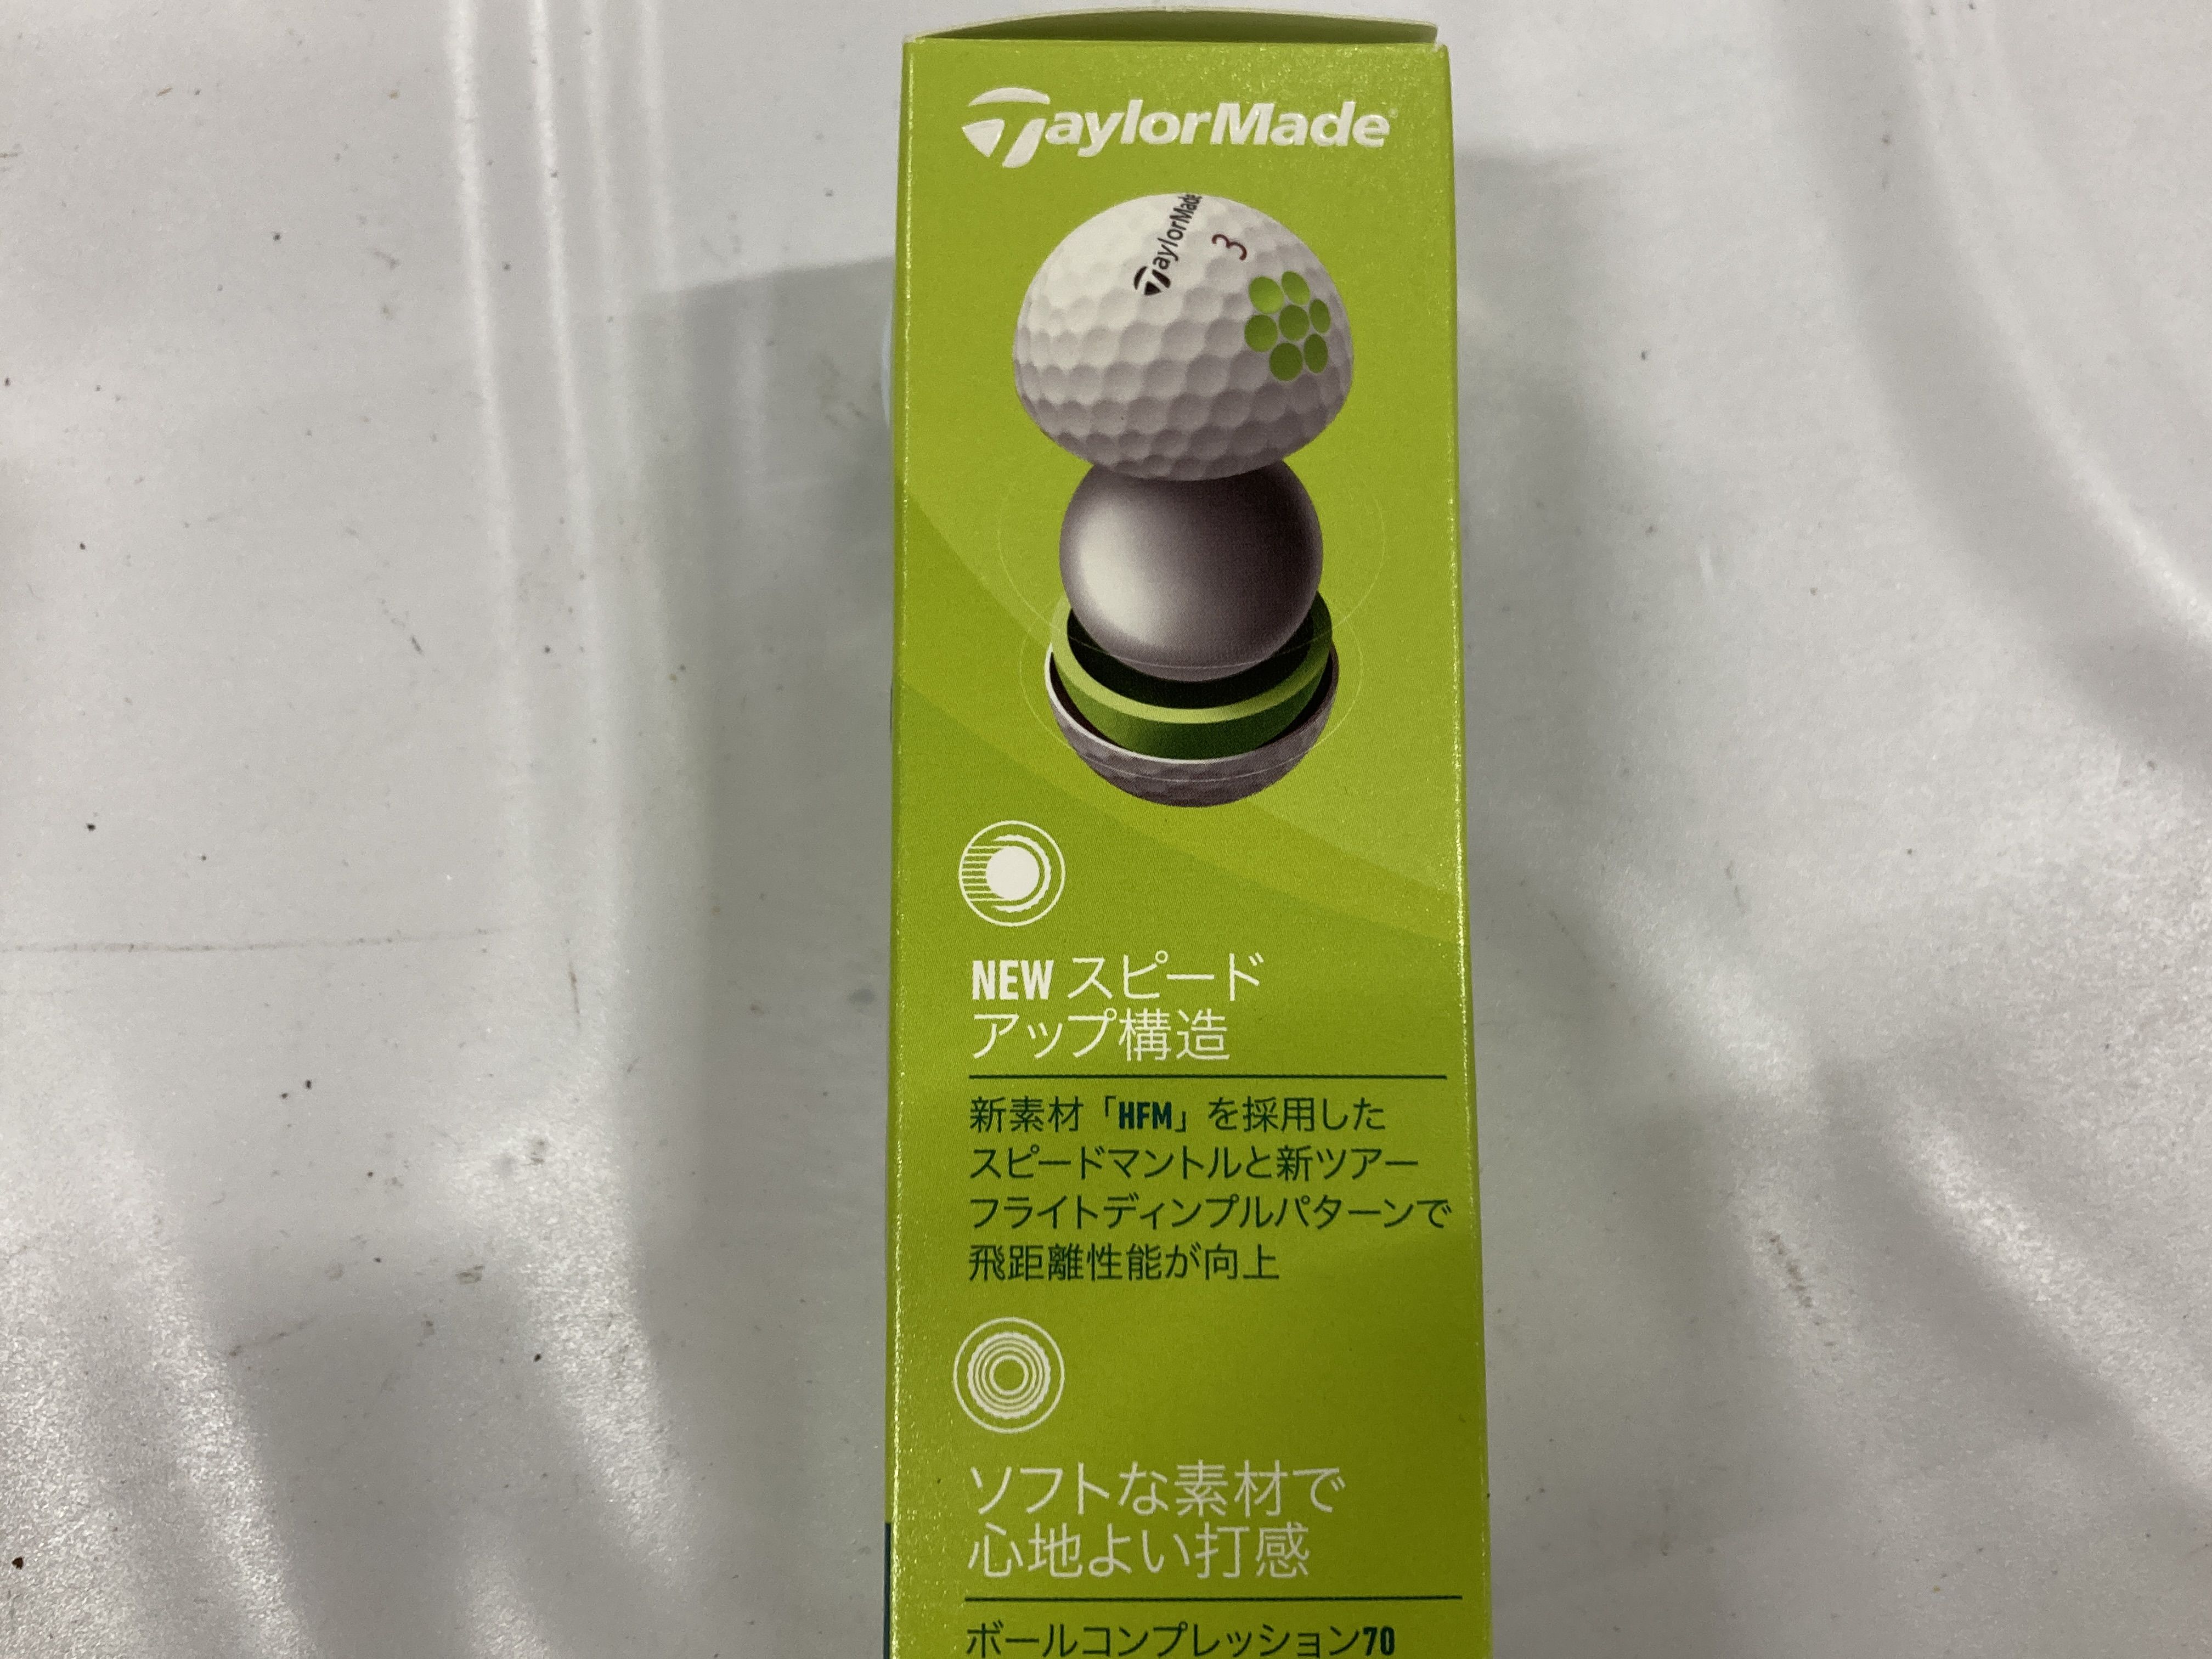 TaylorMade
TaylorMade
3
NEW スピード
アップ構造
新素材「HFM」を採用した
スピードマントルと新ツアー
フライトディンプルパターンで
飛距離性能が向上
ソフトな素材で
心地よい打感
ボールコンプレッション70